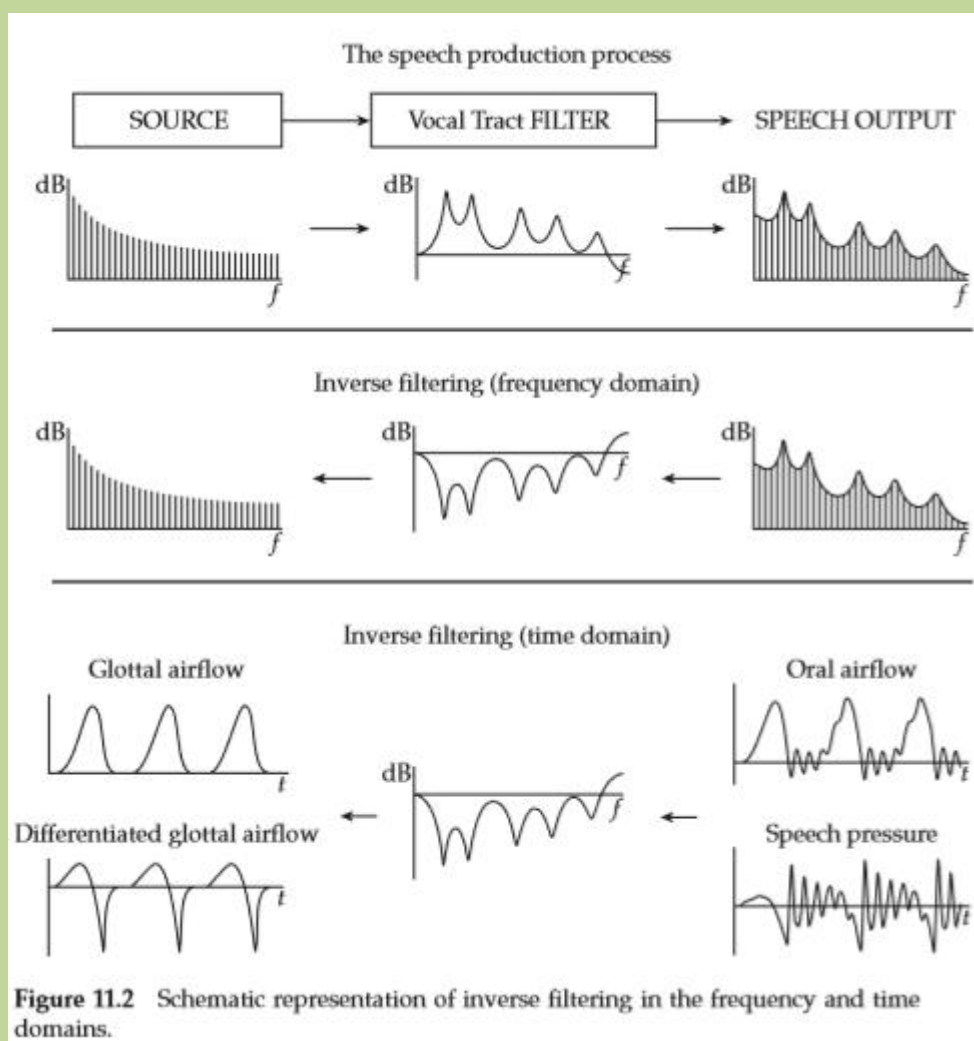 The speech production process
SOURCE
Vocal Tract FILTER
SPEECH OUTPUT
dB
f
dB
f
dB
f
Inverse filtering (frequency domain)
dB
f
dB
f
dB
f
Inverse filtering (time domain)
Glottal airflow
t
Differentiated glottal airflow
t
dB
f
Oral airflow
t
Speech pressure
t
Figure 11.2 Schematic representation of inverse filtering in the frequency and time
domains.